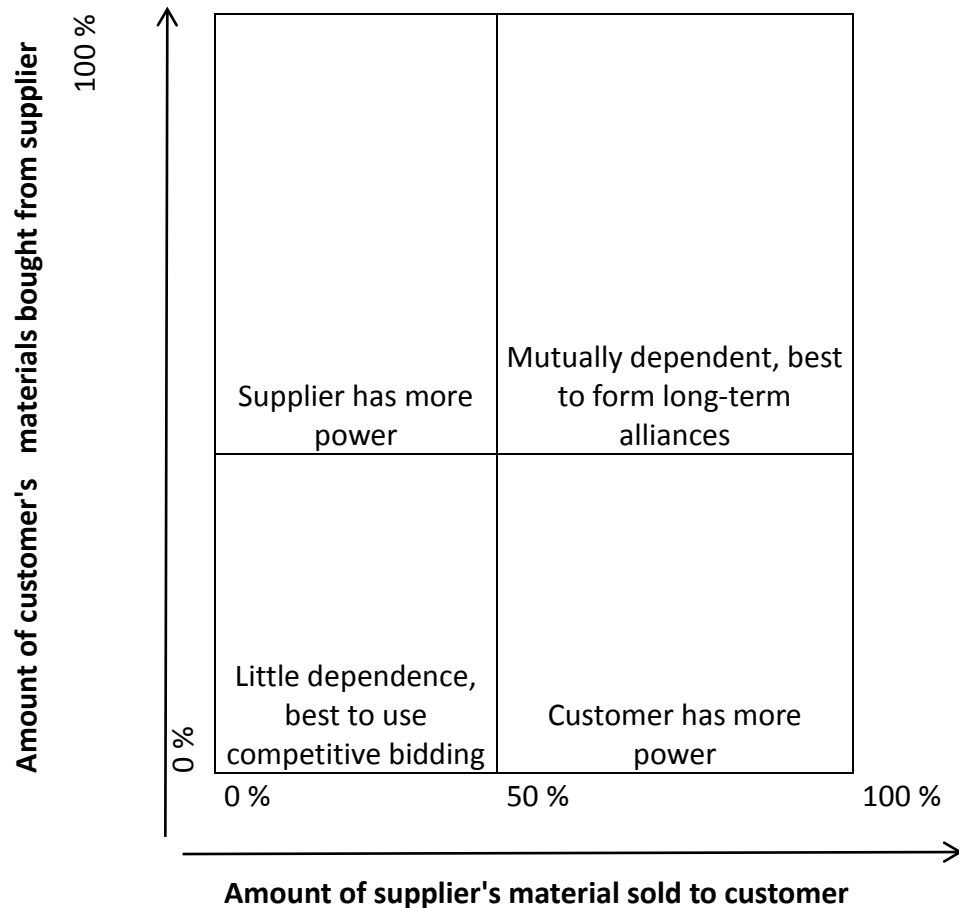 Amount of customer's materials bought from supplier
100 %
Supplier has more
power
Mutually dependent, best
to form long-term
alliances
0 %
Little dependence,
best to use
competitive bidding
Customer has more
power
0 %
50 %
100 %
Amount of supplier's material sold to customer